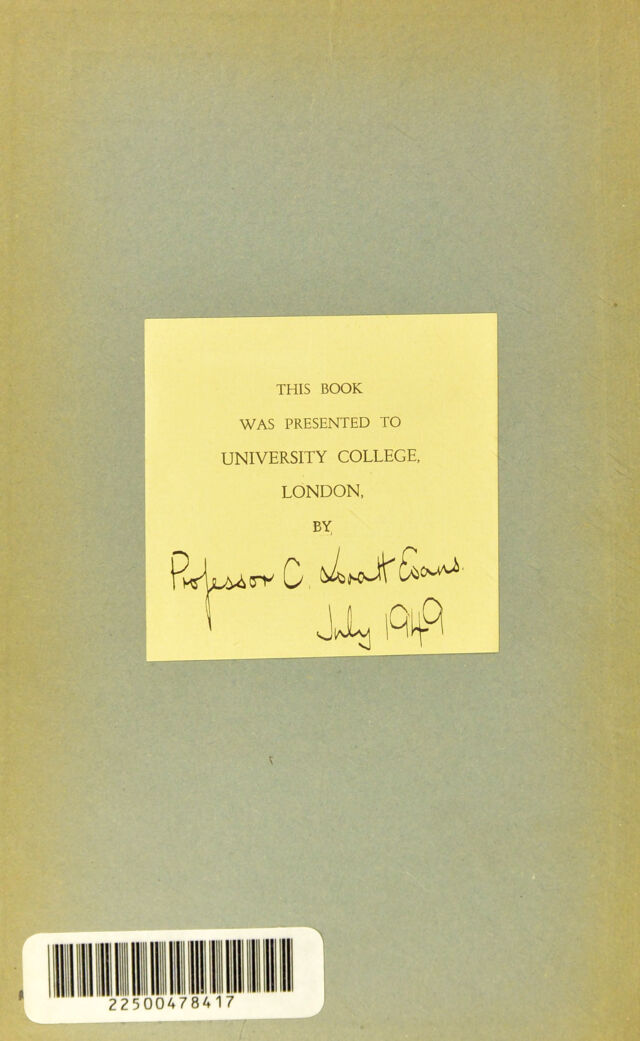 THIS BOOK
WAS PRESENTED TO
UNIVERSITY COLLEGE,
LONDON,
BY
Professor C. Lovatt Evans.
July 1949
22500478417